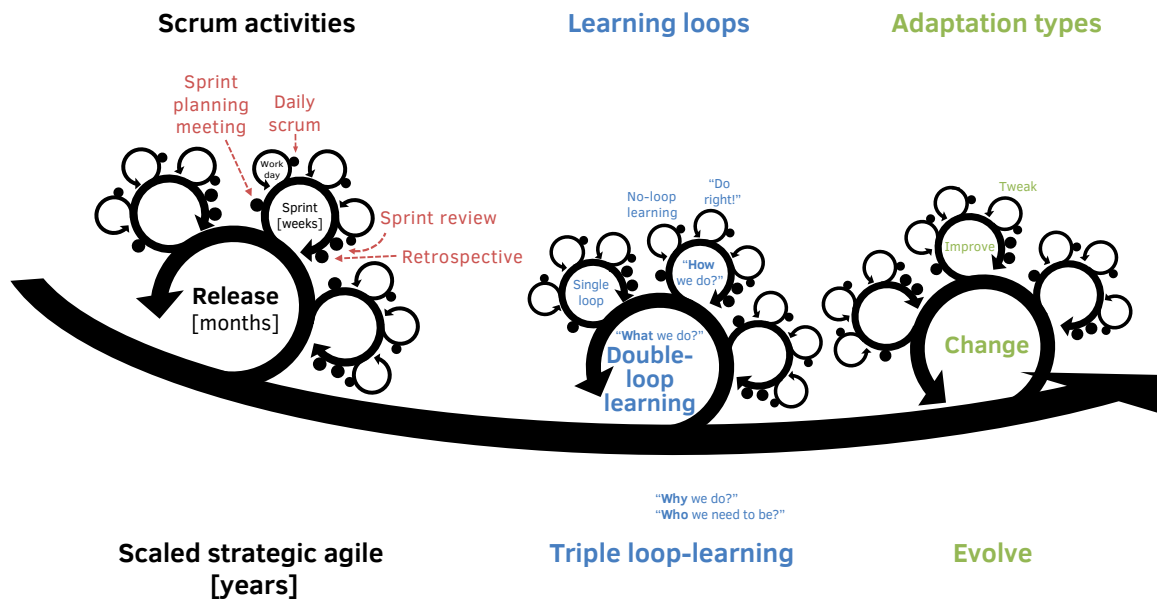 Scrum activities
Learning loops
Adaptation types
Sprint
planning
meeting
Daily
scrum
Work
day
Sprint
[weeks]
Sprint review
Retrospective
Release
[months]
No-loop
learning
“Do
right!”
Single
loop
“How
we do?”
“What we do?”
Double-
loop
learning
Tweak
Improve
Change
“Why we do?”
“Who we need to be?”
Scaled strategic agile
[years]
Triple loop-learning
Evolve